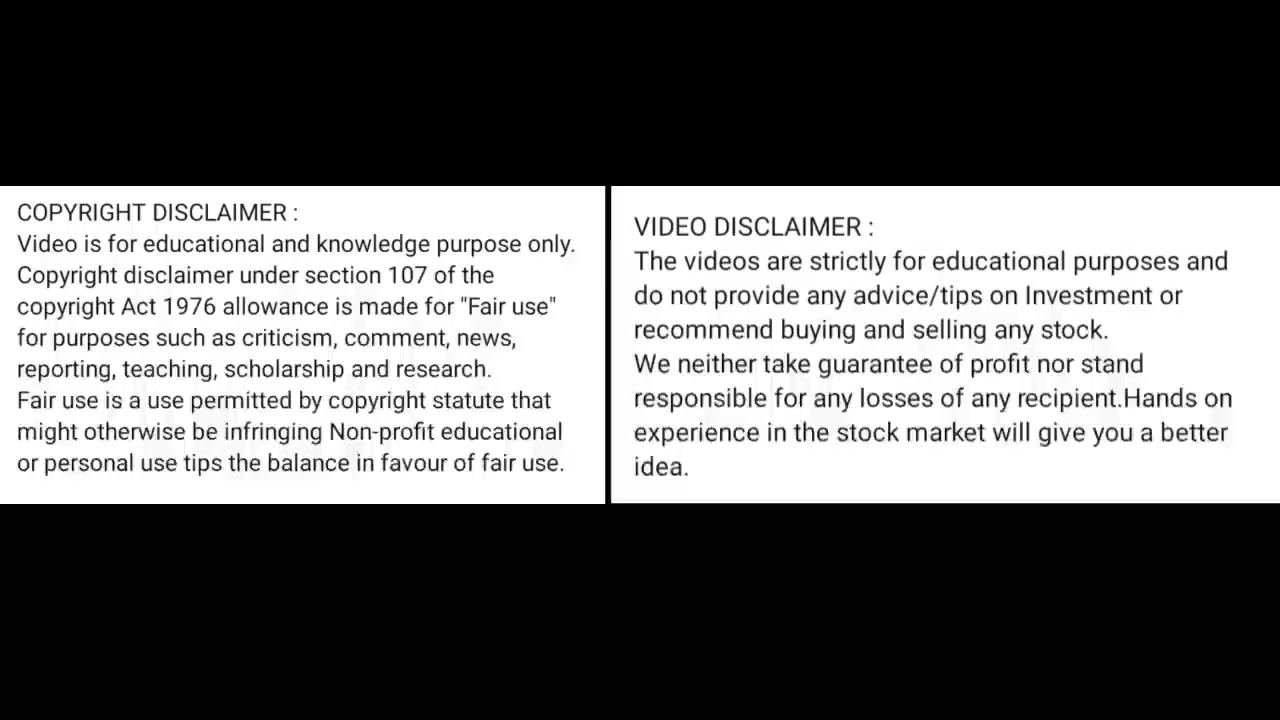 COPYRIGHT DISCLAIMER :
Video is for educational and knowledge purpose only.
Copyright disclaimer under section 107 of the
copyright Act 1976 allowance is made for "Fair use"
for purposes such as criticism, comment, news,
reporting, teaching, scholarship and research.
Fair use is a use permitted by copyright statute that
might otherwise be infringing Non-profit educational
or personal use tips the balance in favour of fair use.
VIDEO DISCLAIMER :
The videos are strictly for educational purposes and
do not provide any advice/tips on Investment or
recommend buying and selling any stock.
We neither take guarantee of profit nor stand
responsible for any losses of any recipient.Hands on
experience in the stock market will give you a better
idea.